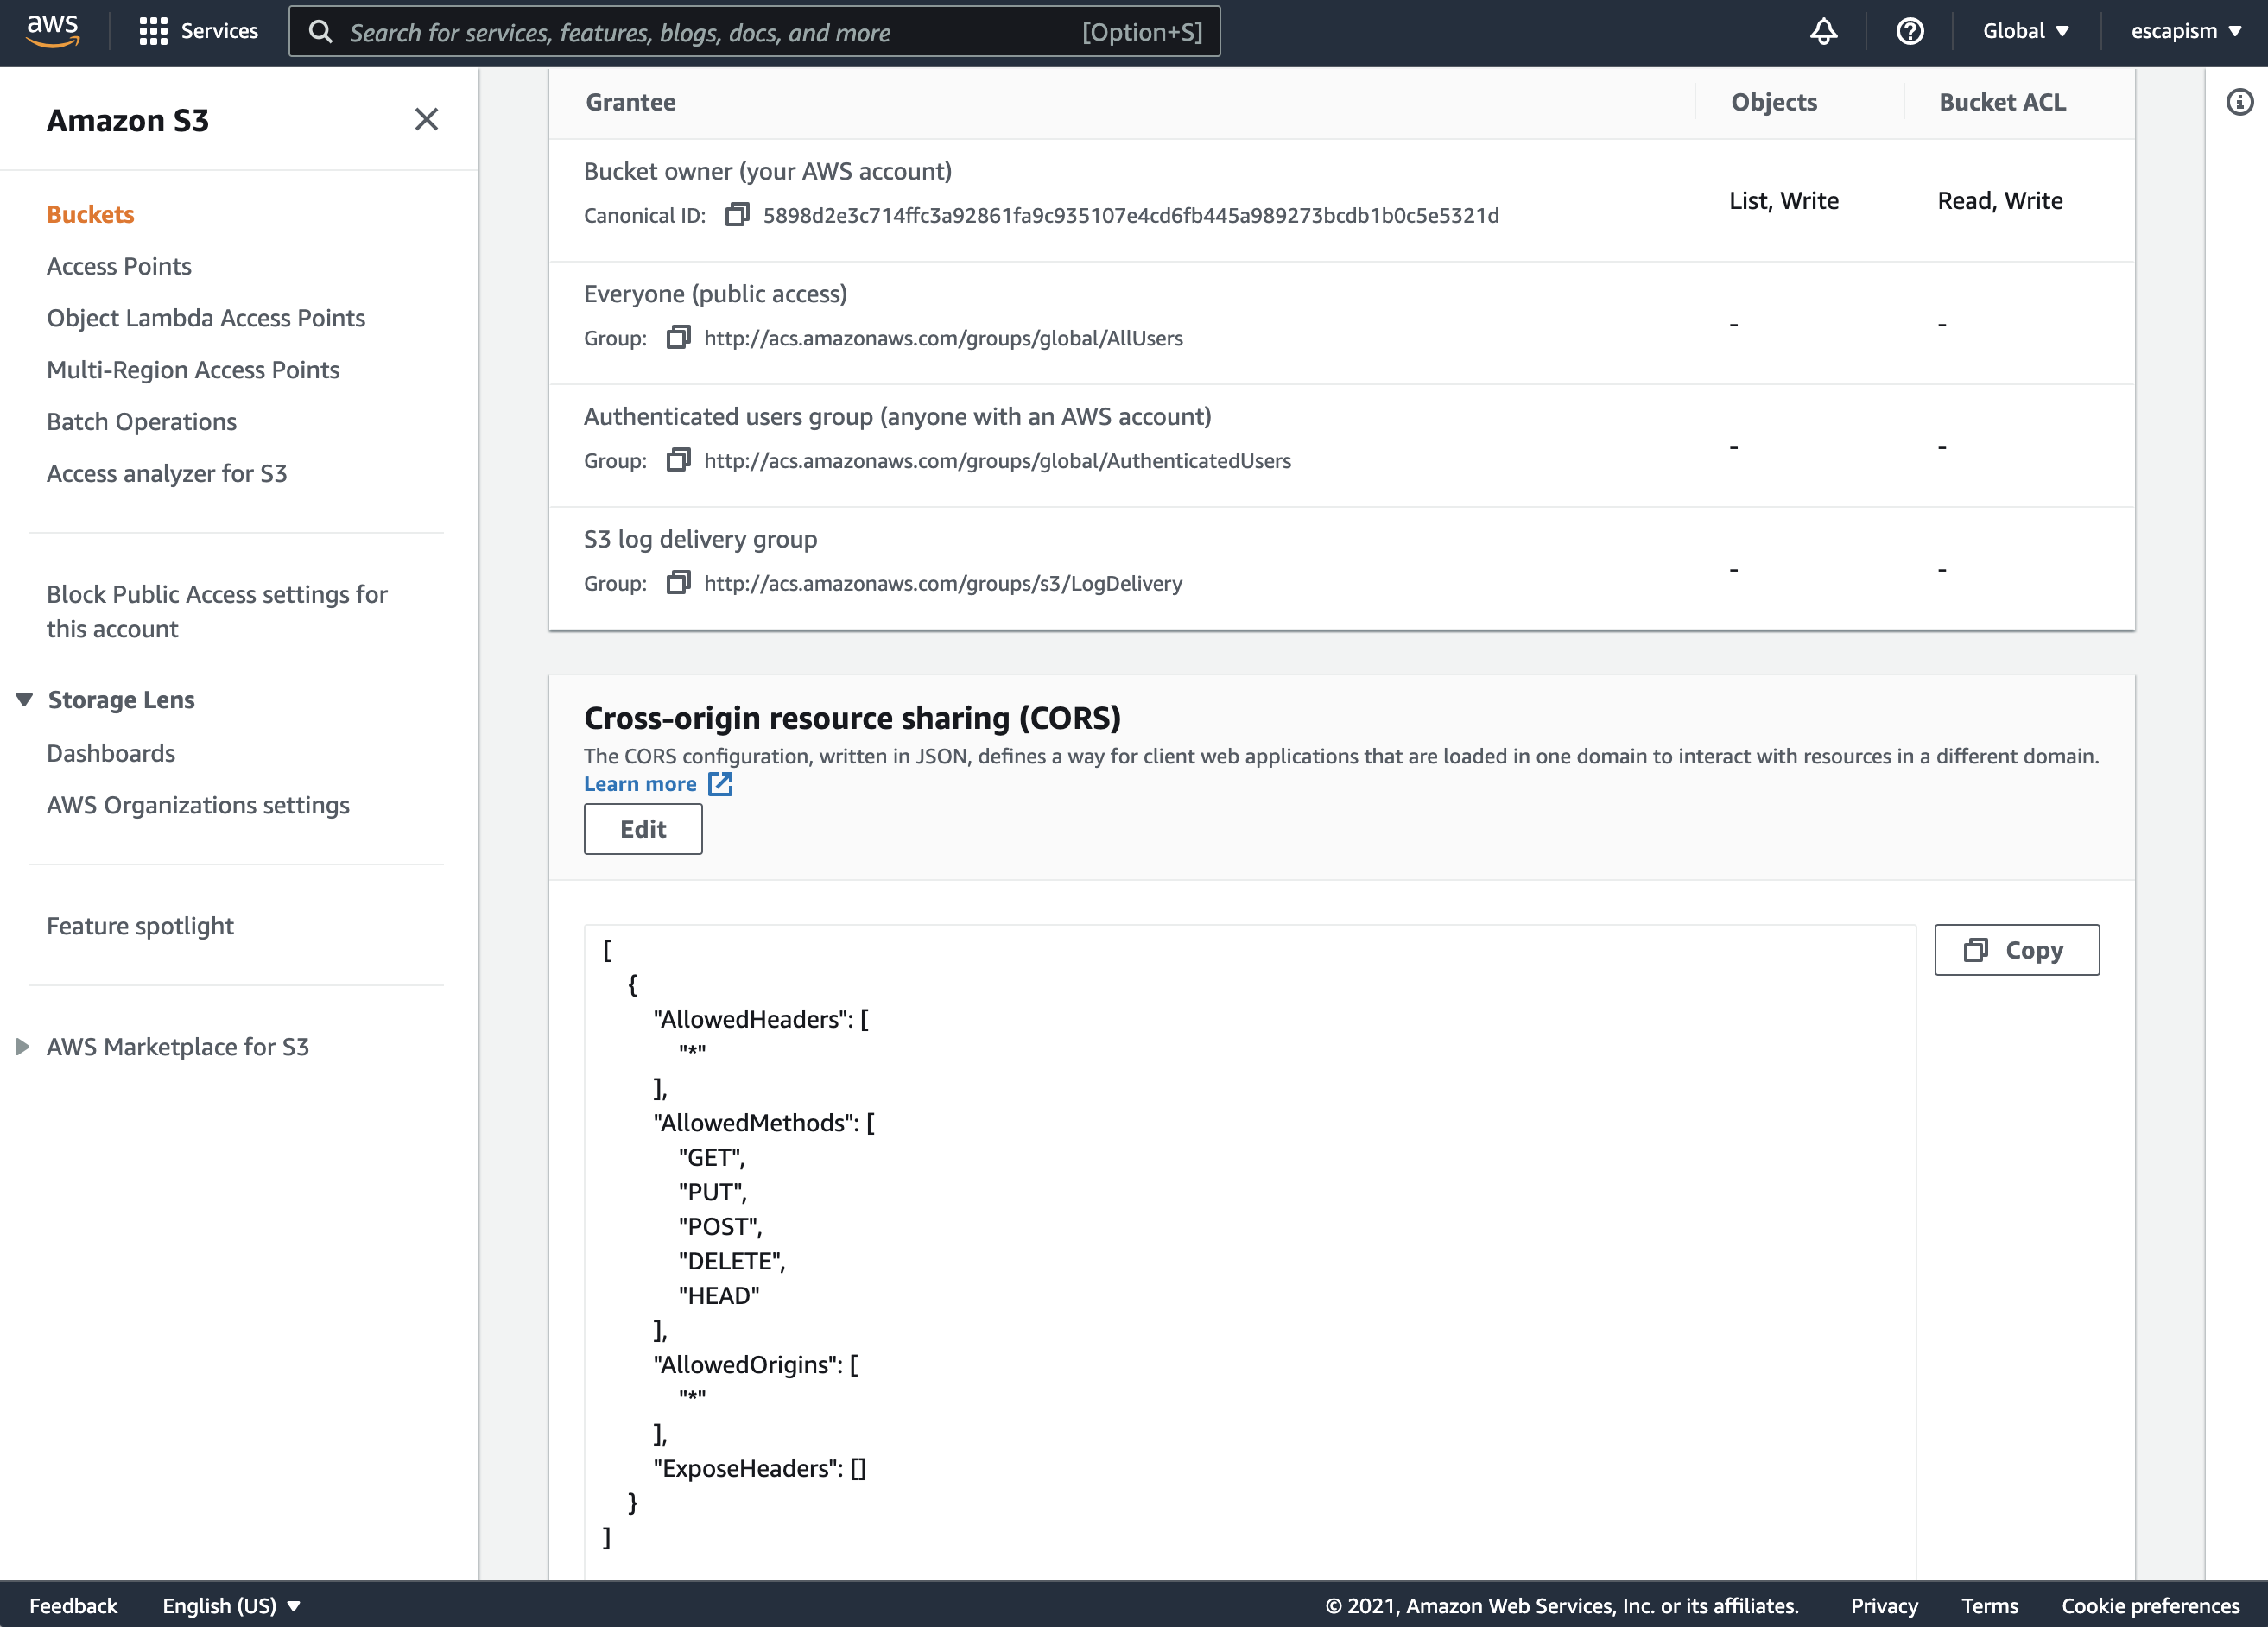 aws
Services
Search for services, features, blogs, docs, and more
[Option+S]
Global
escapism
Amazon S3
Buckets
Access Points
Object Lambda Access Points
Multi-Region Access Points
Batch Operations
Access analyzer for S3
Block Public Access settings for
this account
Storage Lens
Dashboards
AWS Organizations settings
Feature spotlight
AWS Marketplace for S3
Grantee Objects Bucket ACL
Bucket owner (your AWS account)
Canonical ID: 5898d2e3c714ffc3a92861fa9c935107e4cd6fb445a989273bcdb1b0c5e5321d
List, Write Read, Write
Everyone (public access)
Group: http://acs.amazonaws.com/groups/global/AllUsers
- -
Authenticated users group (anyone with an AWS account)
Group: http://acs.amazonaws.com/groups/global/AuthenticatedUsers
- -
S3 log delivery group
Group: http://acs.amazonaws.com/groups/s3/LogDelivery
- -
Cross-origin resource sharing (CORS)
The CORS configuration, written in JSON, defines a way for client web applications that are loaded in one domain to interact with resources in a different domain.
Learn more
Edit
Copy
[
{
"AllowedHeaders": [
"*"
],
"AllowedMethods": [
"GET",
"PUT",
"POST",
"DELETE",
"HEAD"
],
"AllowedOrigins": [
"*"
],
"ExposeHeaders": []
}
]
Feedback
English (US)
© 2021, Amazon Web Services, Inc. or its affiliates.
Privacy
Terms
Cookie preferences